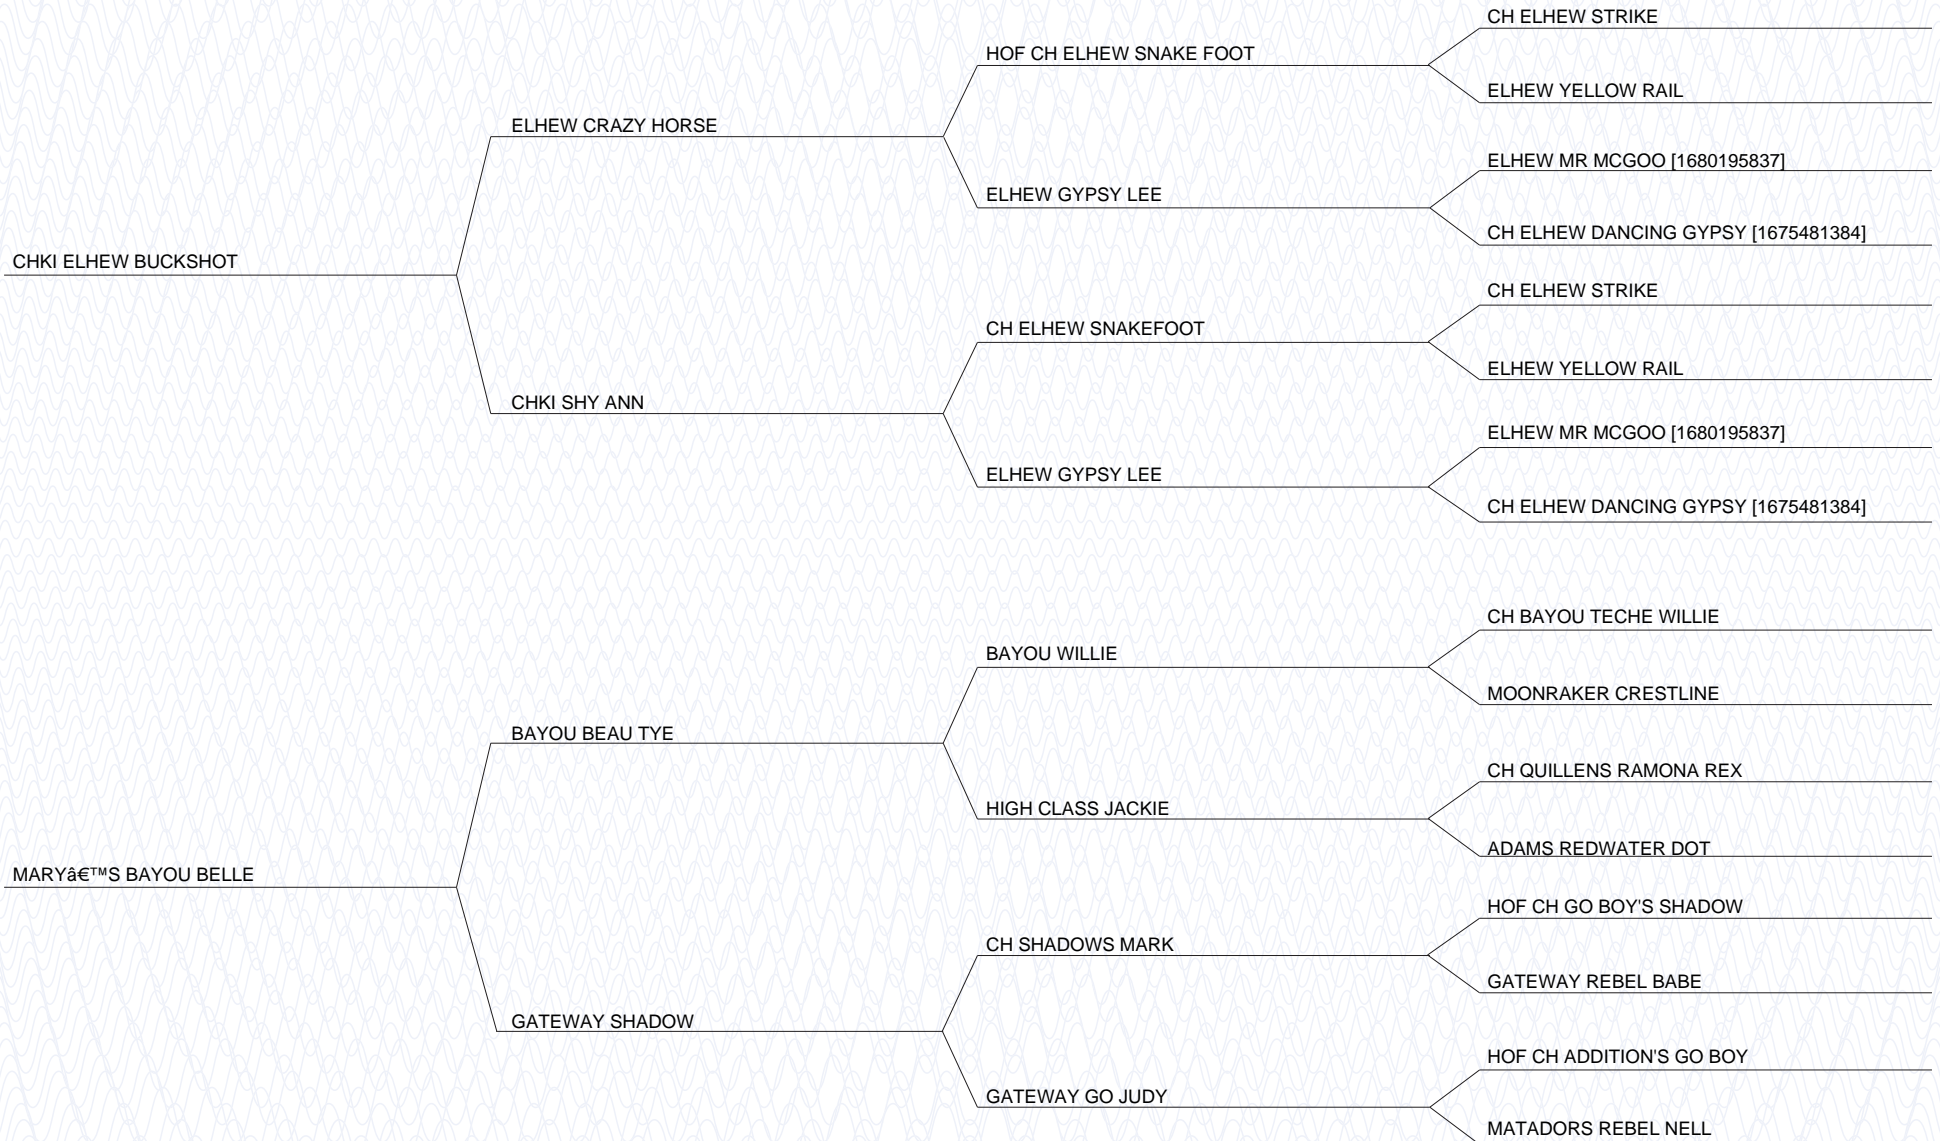 CH ELHEW STRIKE
HOF CH ELHEW SNAKE FOOT
ELHEW YELLOW RAIL
ELHEW CRAZY HORSE
ELHEW MR MCGOO [1680195837]
ELHEW GYPSY LEE
CH ELHEW DANCING GYPSY [1675481384]
CHKI ELHEW BUCKSHOT
CH ELHEW STRIKE
CH ELHEW SNAKEFOOT
ELHEW YELLOW RAIL
CHKI SHY ANN
ELHEW MR MCGOO [1680195837]
ELHEW GYPSY LEE
CH ELHEW DANCING GYPSY [1675481384]
CH BAYOU TECHE WILLIE
BAYOU WILLIE
MOONRAKER CRESTLINE
BAYOU BEAU TYE
CH QUILLENS RAMONA REX
HIGH CLASS JACKIE
ADAMS REDWATER DOT
MARYâ€™S BAYOU BELLE
HOF CH GO BOY'S SHADOW
CH SHADOWS MARK
GATEWAY REBEL BABE
GATEWAY SHADOW
HOF CH ADDITION'S GO BOY
GATEWAY GO JUDY
MATADORS REBEL NELL